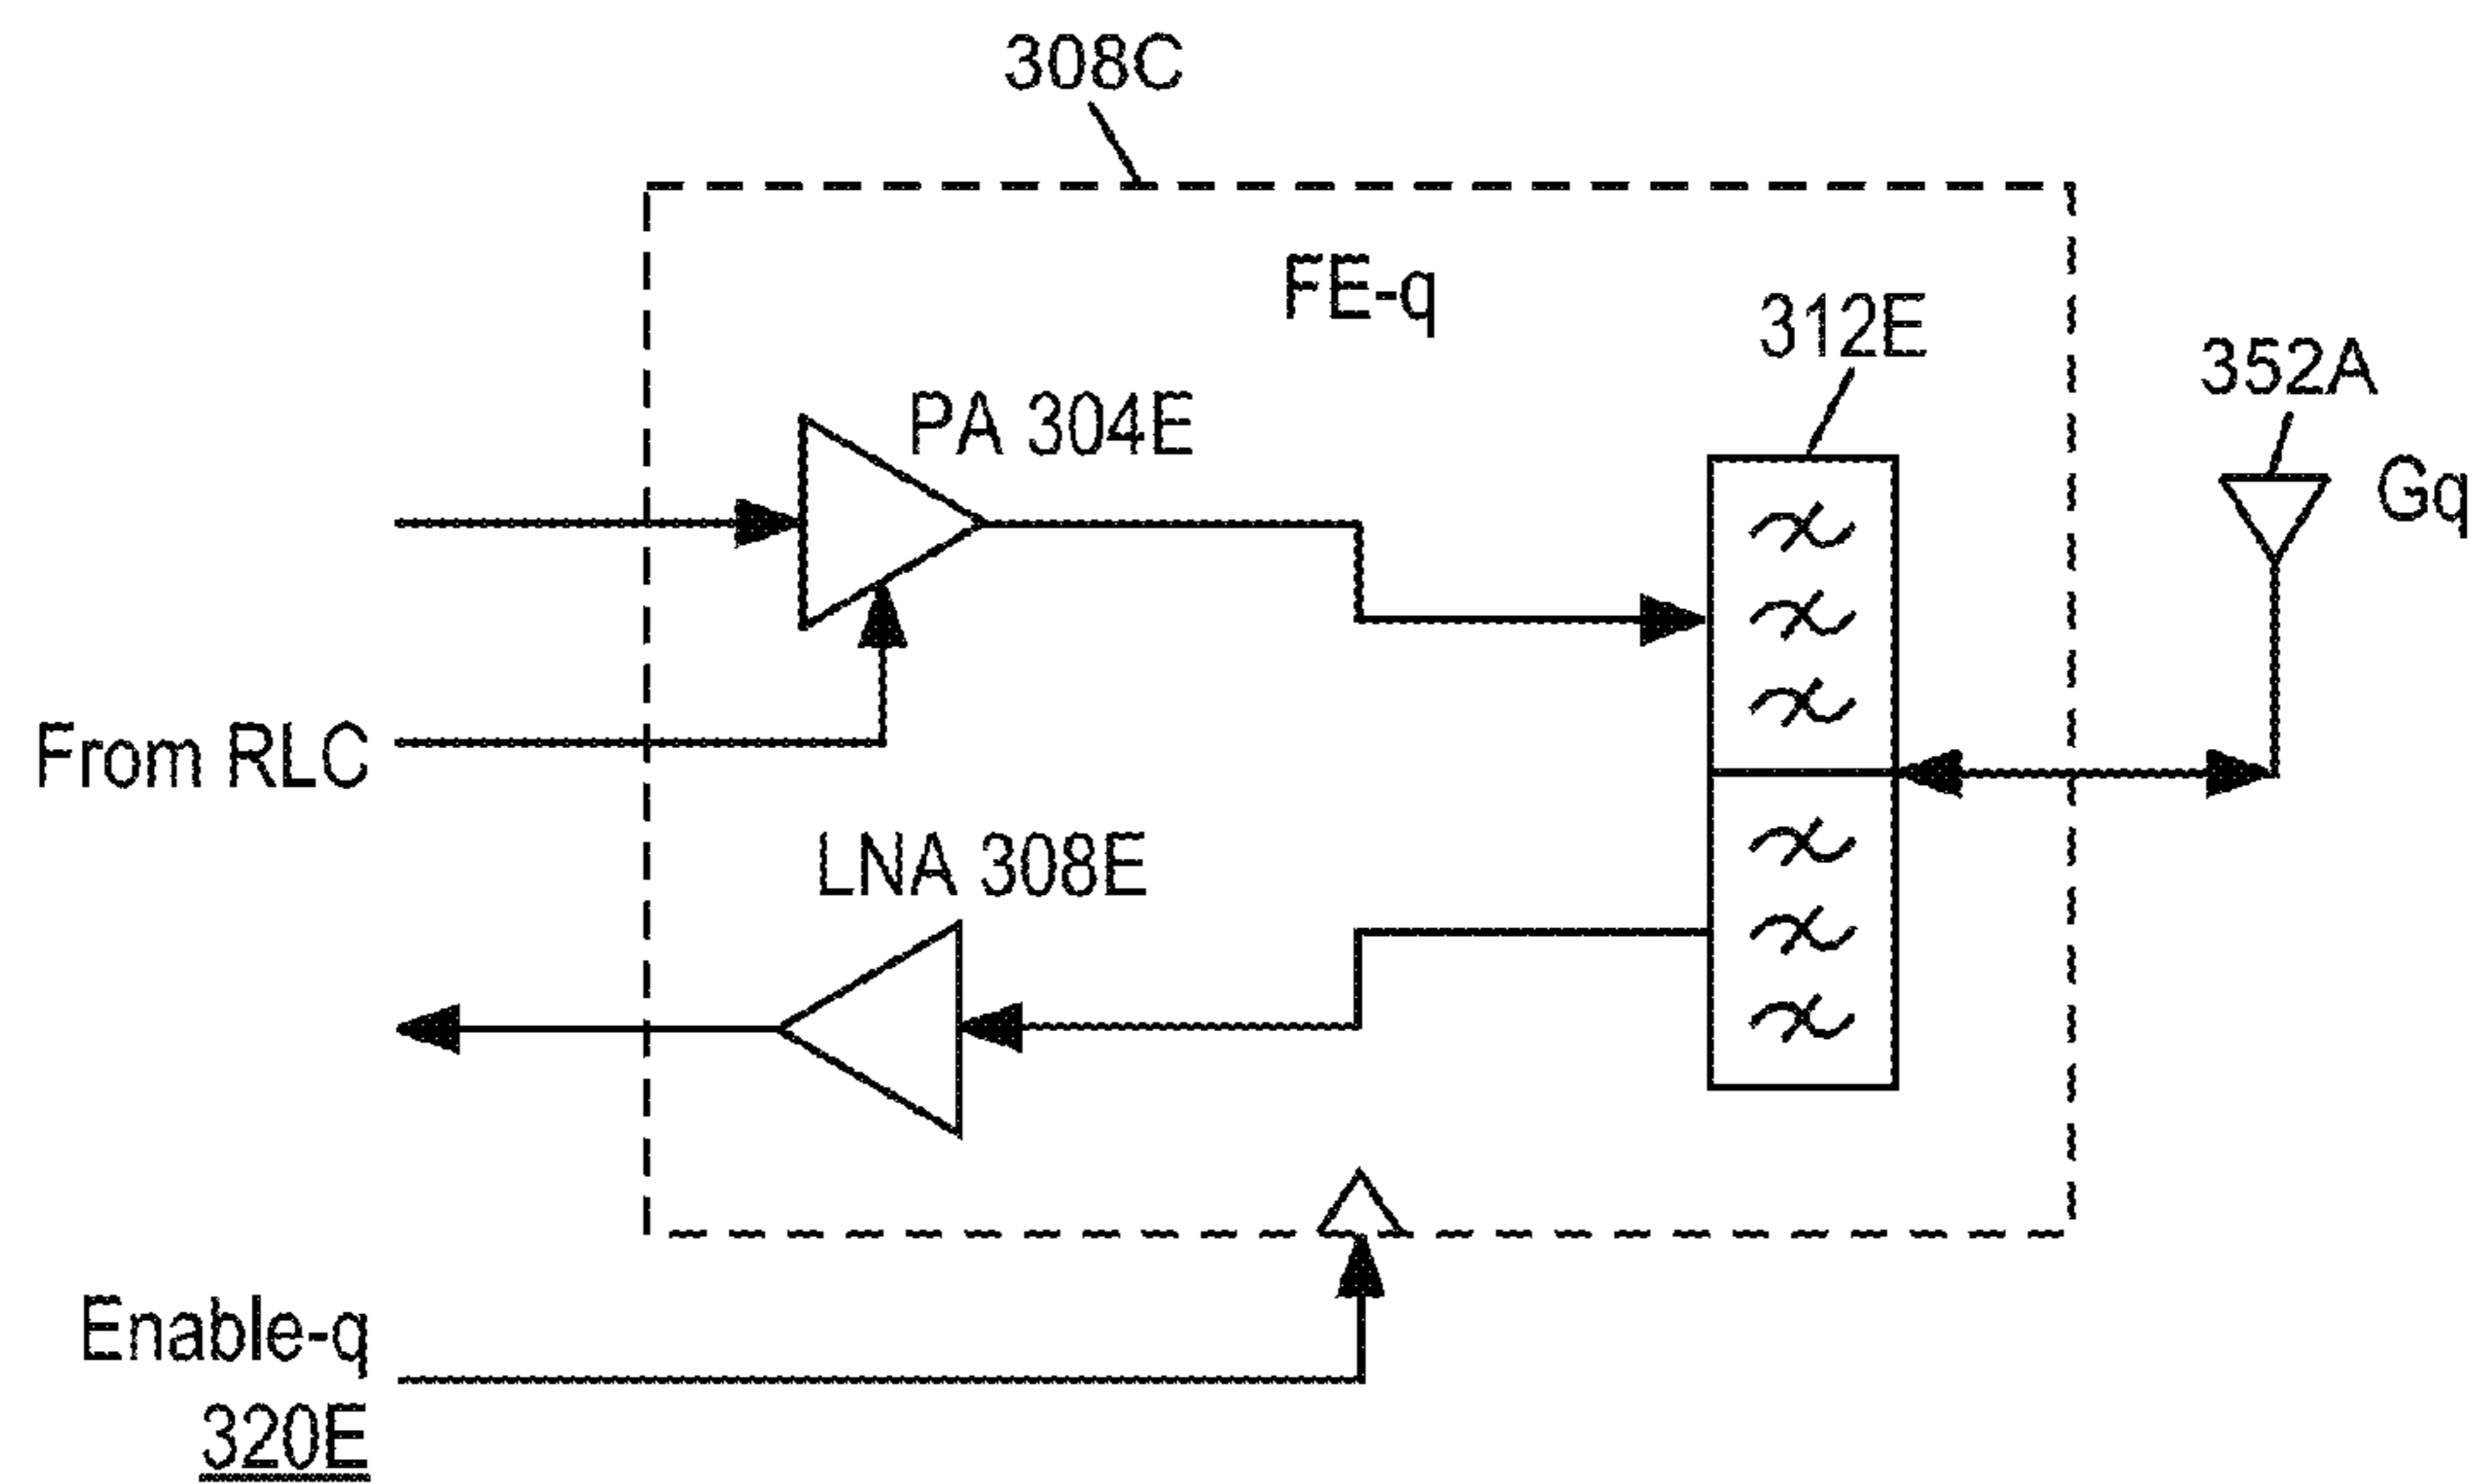 308C
FE-q
312E
352A
PA 304E
Gq
From RLC
LNA 308E
Enable-q
320E